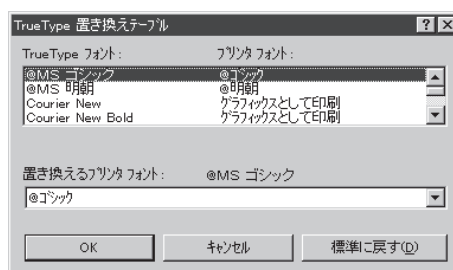 TrueType 置き換えテーブル
TrueType フォント: プリンタ フォント:
@MS ゴシック @ゴシック
@MS 明朝 @明朝
Courier New グラフィックスとして印刷
Courier New Bold グラフィックスとして印刷
置き換えるプリンタ フォント: @MS ゴシック
@ゴシック
OK キャンセル 標準に戻す(D)